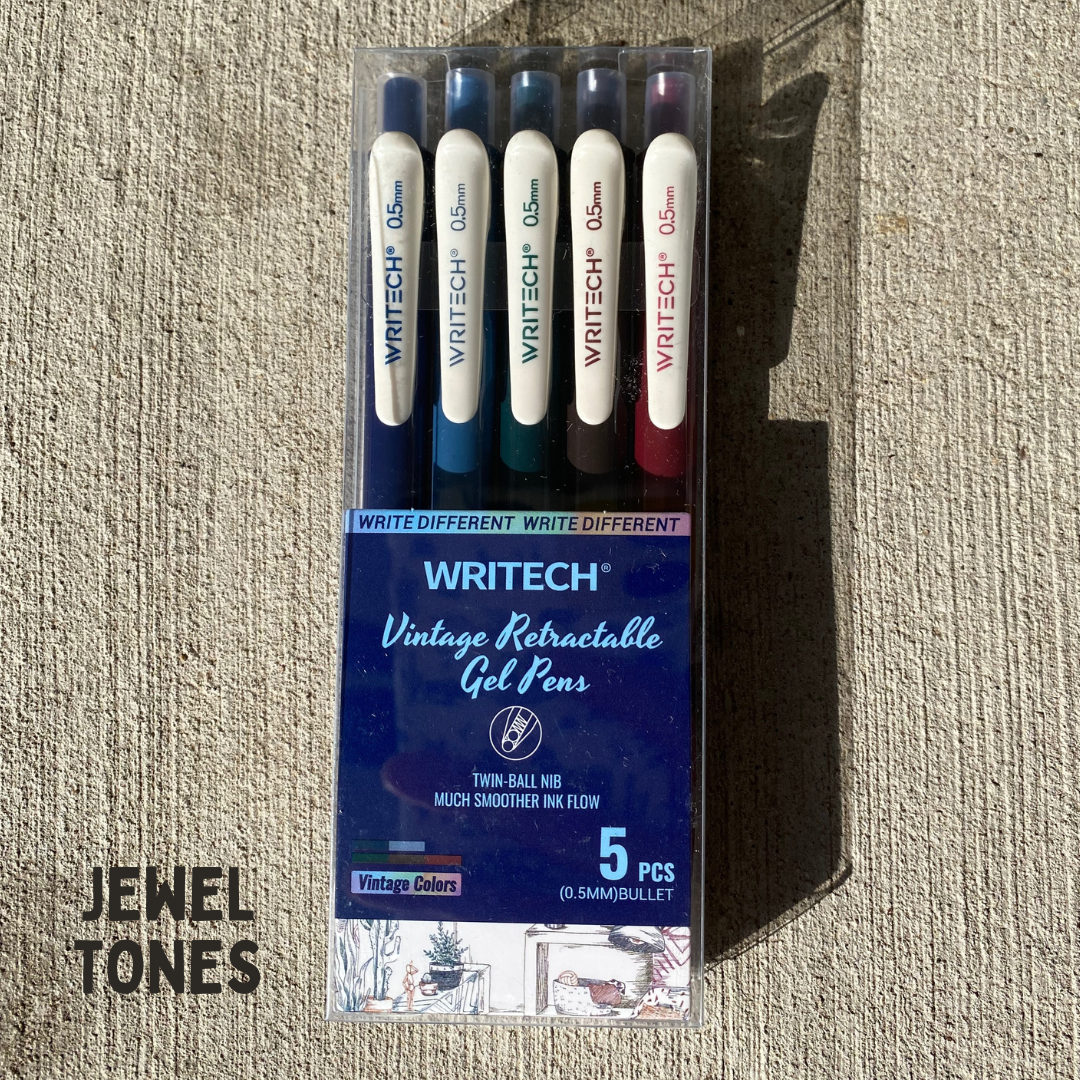 WRITECH® 0.5mm
WRITECH® 0.5mm
WRITECH® 0.5mm
WRITECH® 0.5mm
WRITECH® 0.5mm
WRITE DIFFERENT WRITE DIFFERENT
WRITECH®
Vintage Retractable
Gel Pens
TWIN-BALL NIB
MUCH SMOOTHER INK FLOW
5 PCS
(0.5MM)BULLET
Vintage Colors
JEWEL
TONES